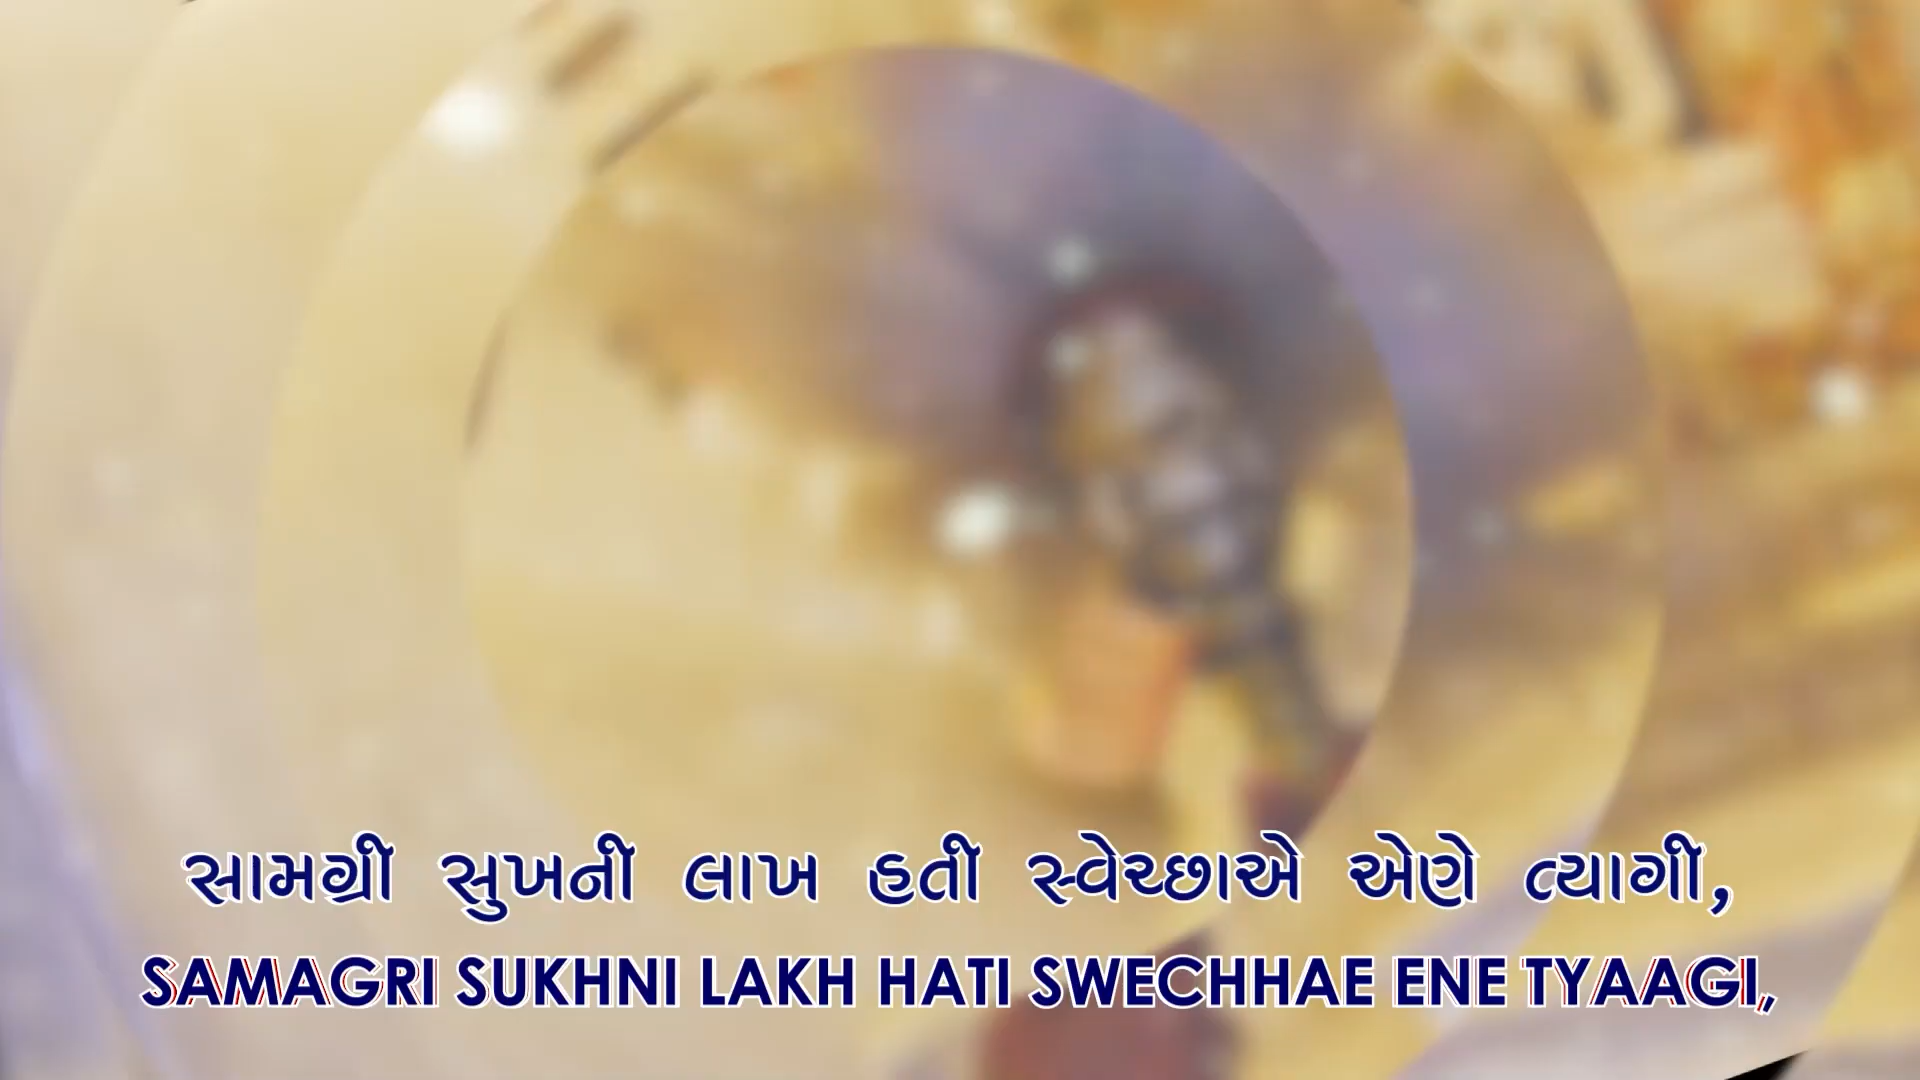 સામગ્રી સુખની લાખ હતી સ્વેચ્છાએ એણે ત્યાગી,
SAMAGRI SUKHNI LAKH HATI SWECHHAE ENE TYAAGI,